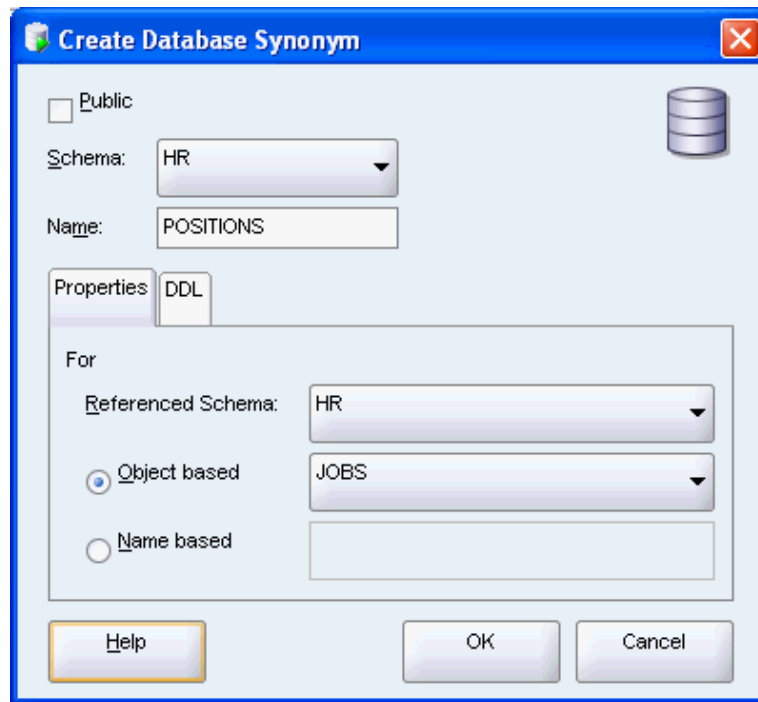 Create Database Synonym
Public
Schema: HR
Name: POSITIONS
Properties DDL
For
Referenced Schema: HR
Object based JOBS
Name based
Help OK Cancel